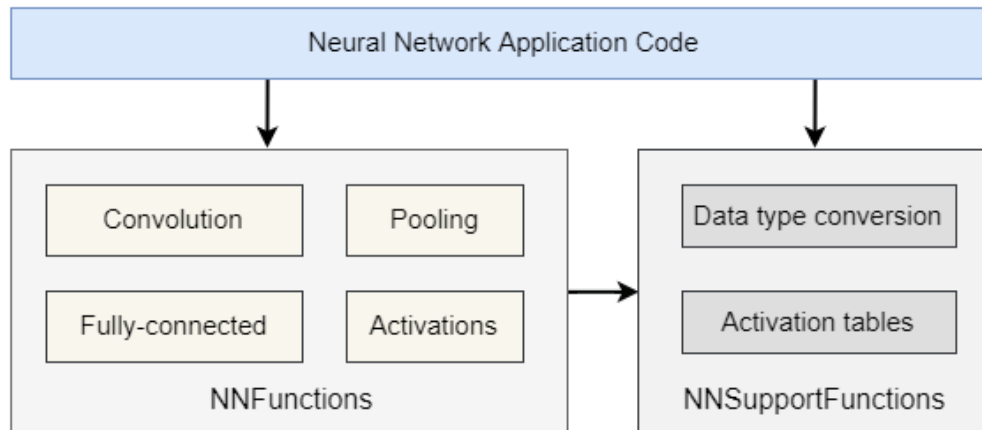 Neural Network Application Code
Convolution
Pooling
Fully-connected
Activations
NNFunctions
Data type conversion
Activation tables
NNSupportFunctions